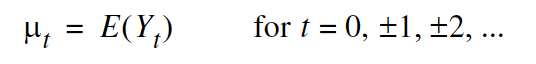 μₜ = E(Yₜ) for t = 0, ±1, ±2, ...